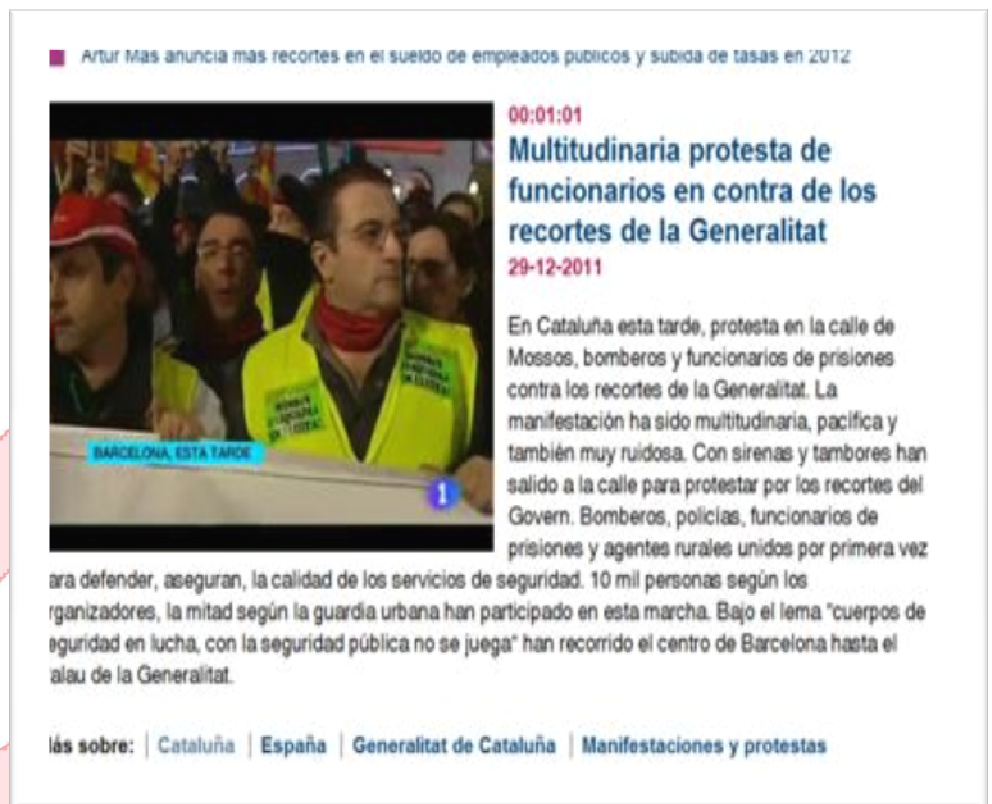 Artur Mas anuncia más recortes en el sueldo de empleados públicos y subida de tasas en 2012
00:01:01
Multitudinaria protesta de
funcionarios en contra de los
recortes de la Generalitat
29-12-2011
En Cataluña esta tarde, protesta en la calle de
Mossos, bomberos y funcionarios de prisiones
contra los recortes de la Generalitat. La
manifestación ha sido multitudinaria, pacífica y
también muy ruidosa. Con sirenas y tambores han
salido a la calle para protestar por los recortes del
Govern. Bomberos, policías, funcionarios de
prisiones y agentes rurales unidos por primera vez
ara defender, aseguran, la calidad de los servicios de seguridad. 10 mil personas según los
rganizadores, la mitad según la guardia urbana han participado en esta marcha. Bajo el lema "cuerpos de
eguridad en lucha, con la seguridad pública no se juega" han recorrido el centro de Barcelona hasta el
alau de la Generalitat.
BARCELONA, ESTA TARDE
1
ás sobre: Cataluña España Generalitat de Cataluña Manifestaciones y protestas